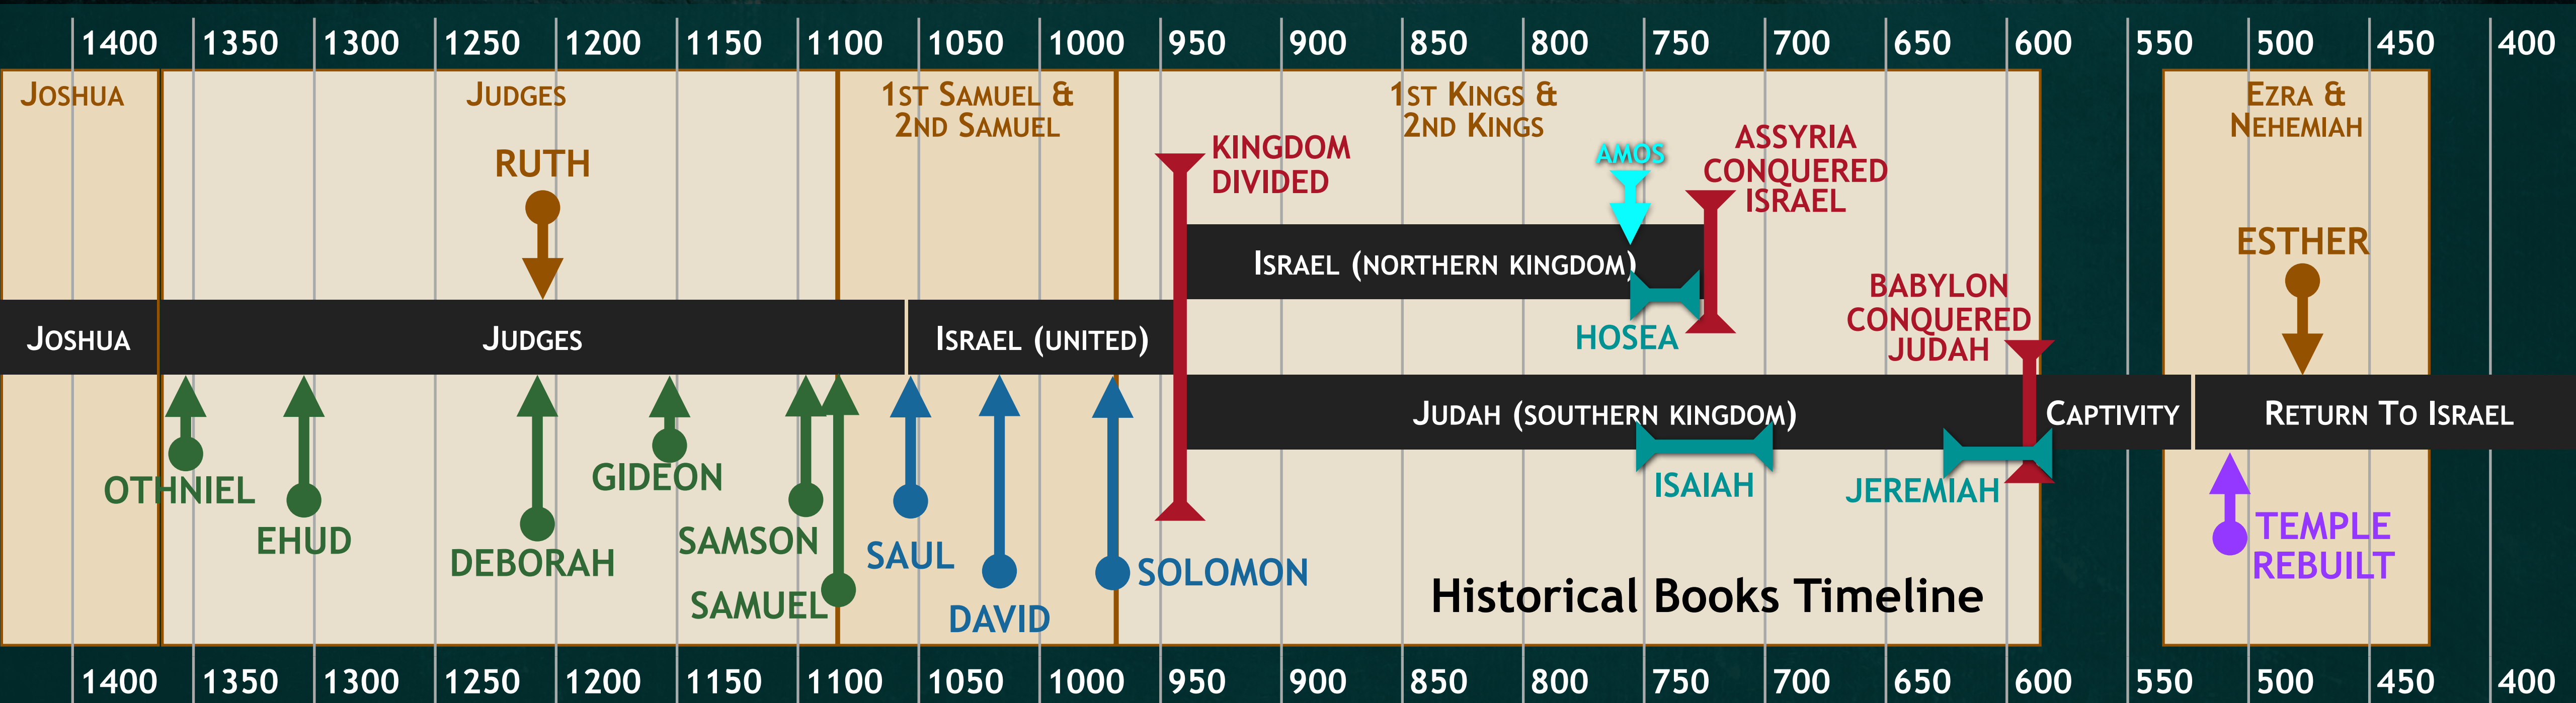 1400 1350 1300 1250 1200 1150 1100 1050 1000 950 900 850 800 750 700 650 600 550 500 450 400
Joshua
Judges
1st Samuel &
2nd Samuel
1st Kings &
2nd Kings
Ezra &
Nehemiah
RUTH
KINGDOM
DIVIDED
AMOS
ASSYRIA
CONQUERED
ISRAEL
ESTHER
Israel (northern kingdom)
HOSEA
BABYLON
CONQUERED
JUDAH
Joshua
Judges
Israel (united)
Judah (southern kingdom)
Captivity
Return To Israel
OTHNIEL
EHUD
DEBORAH
GIDEON
SAMSON
SAMUEL
SAUL
DAVID
SOLOMON
ISAIAH
JEREMIAH
TEMPLE
REBUILT
Historical Books Timeline
1400 1350 1300 1250 1200 1150 1100 1050 1000 950 900 850 800 750 700 650 600 550 500 450 400